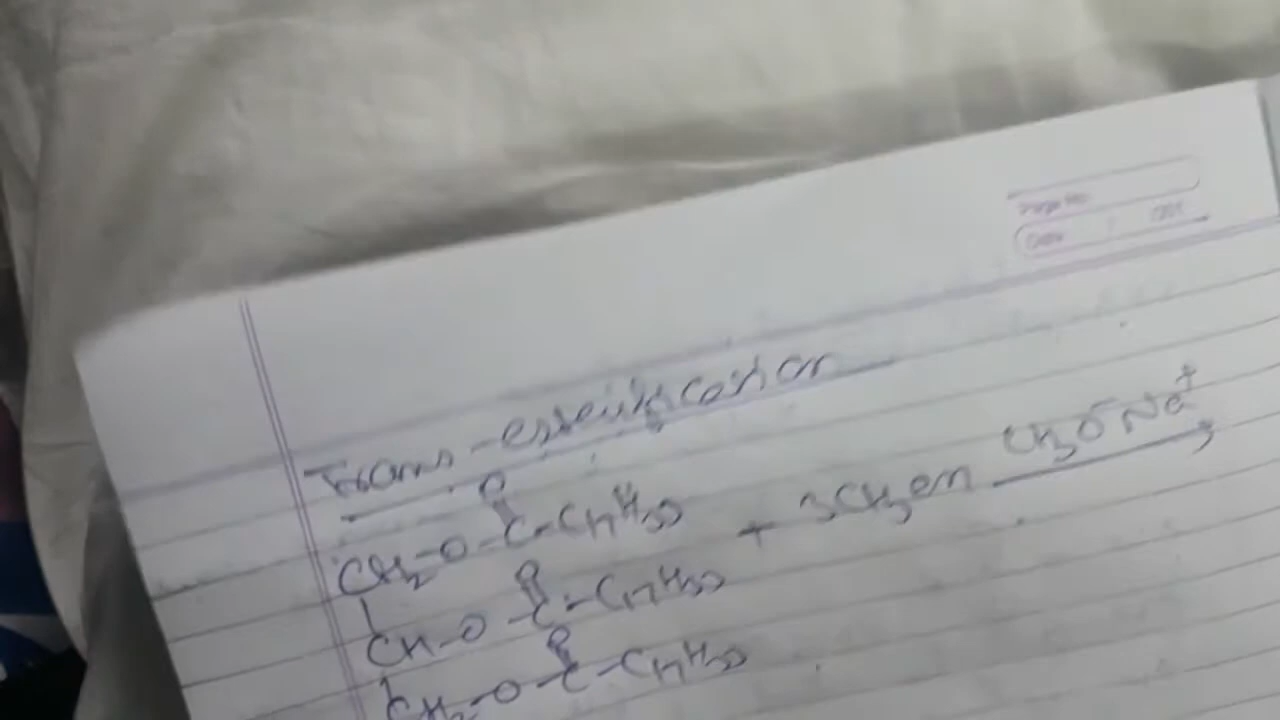 Trans-esterification
O
CH2-O-C-C17H35 + 3CH3OH CH3O⁻Na⁺ →
O
CH-O C-C17H35
O
CH2-O-C-C17H35